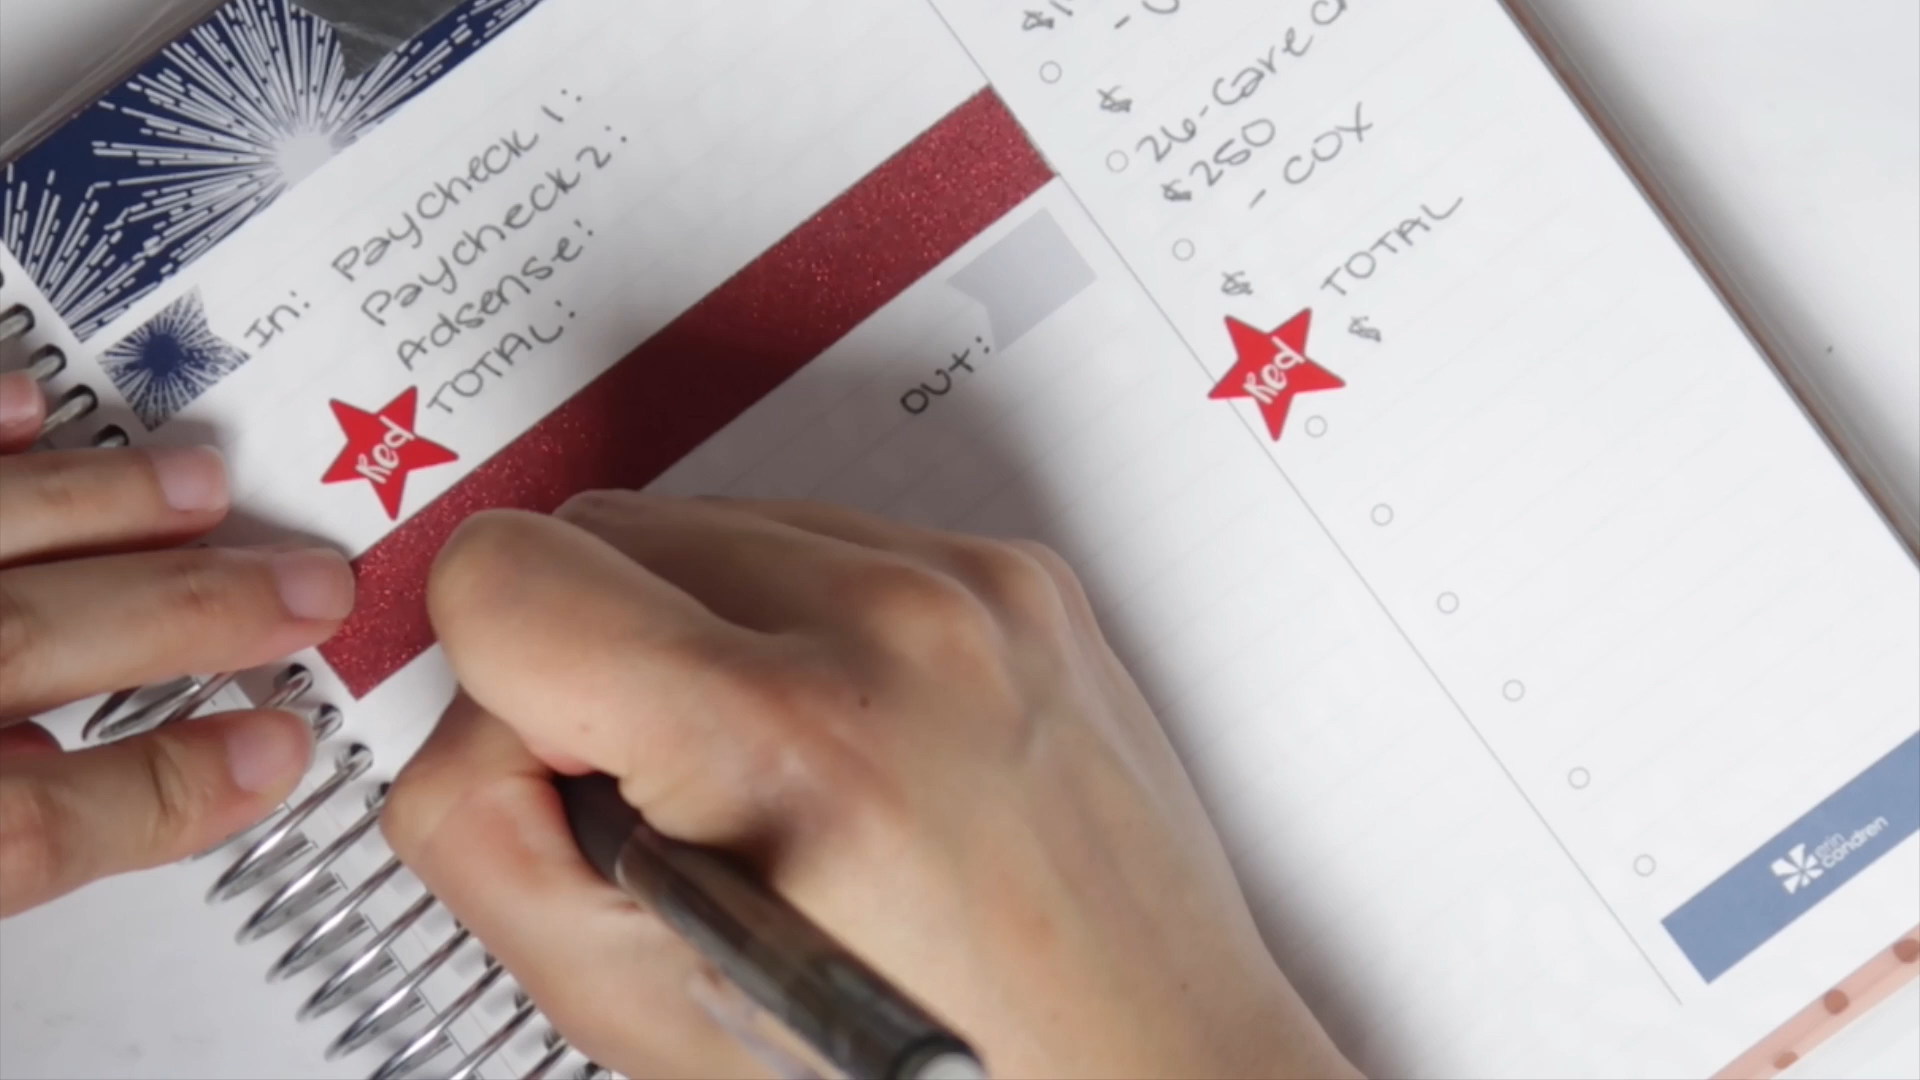 In: Paycheck 1:
Paycheck 2:
Adsense:
Red TOTAL:
OUT:
$
26-Care
$250
- COX
$
TOTAL
Red $
erin
condren